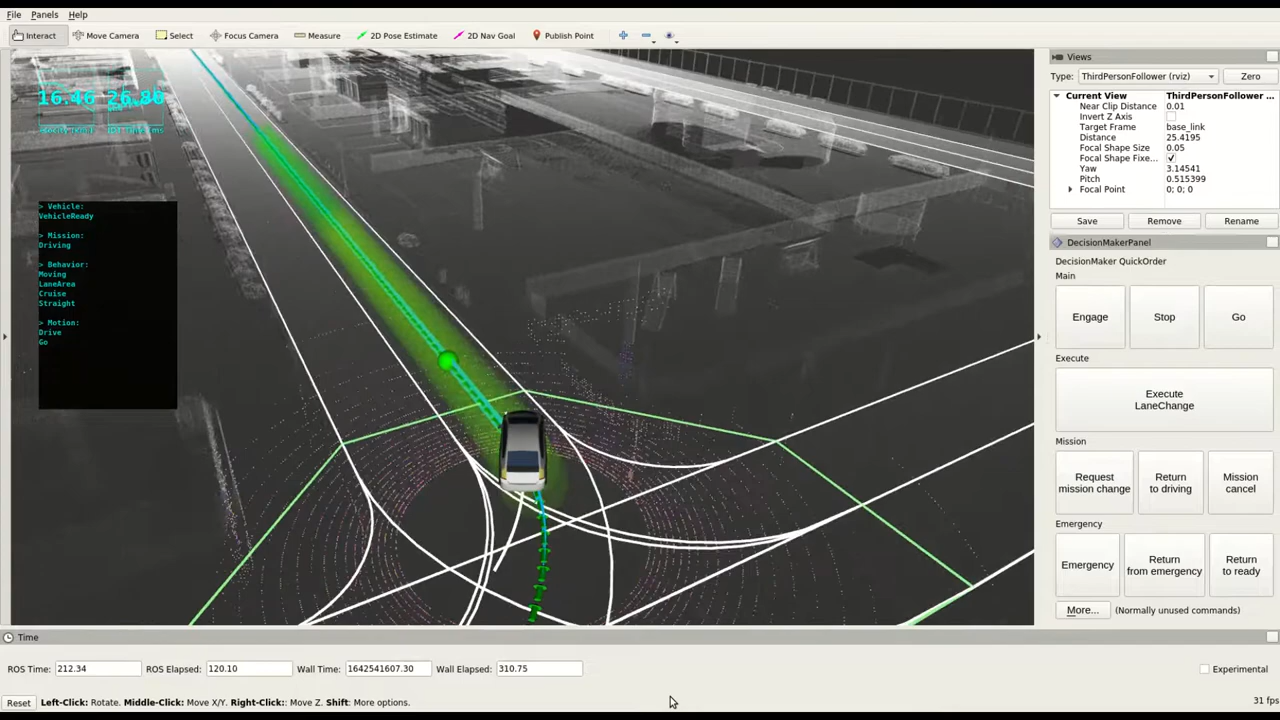 File Panels Help
Interact Move Camera Select Focus Camera Measure 2D Pose Estimate 2D Nav Goal Publish Point
16.46 26.86
> Vehicle:
VehicleReady
> Mission:
Driving
> Behavior:
Moving
LaneArea
Cruise
Straight
> Motion:
Drive
Go
Views
Type: ThirdPersonFollower (rviz) Zero
Current View ThirdPersonFollower ...
Near Clip Distance 0.01
Invert Z Axis
Target Frame base_link
Distance 25.4195
Focal Shape Size 0.05
Focal Shape Fixe...
Yaw 3.14541
Pitch 0.515399
Focal Point 0; 0; 0
Save Remove Rename
DecisionMakerPanel
DecisionMaker QuickOrder
Main
Engage Stop Go
Execute
Execute
LaneChange
Mission
Request
mission change
Return
to driving
Mission
cancel
Emergency
Emergency
Return
from emergency
Return
to ready
More... (Normally unused commands)
Time
ROS Time: 212.34 ROS Elapsed: 120.10 Wall Time: 1642541607.30 Wall Elapsed: 310.75 Experimental
Reset Left-Click: Rotate. Middle-Click: Move X/Y. Right-Click:: Move Z. Shift: More options. 31 fps